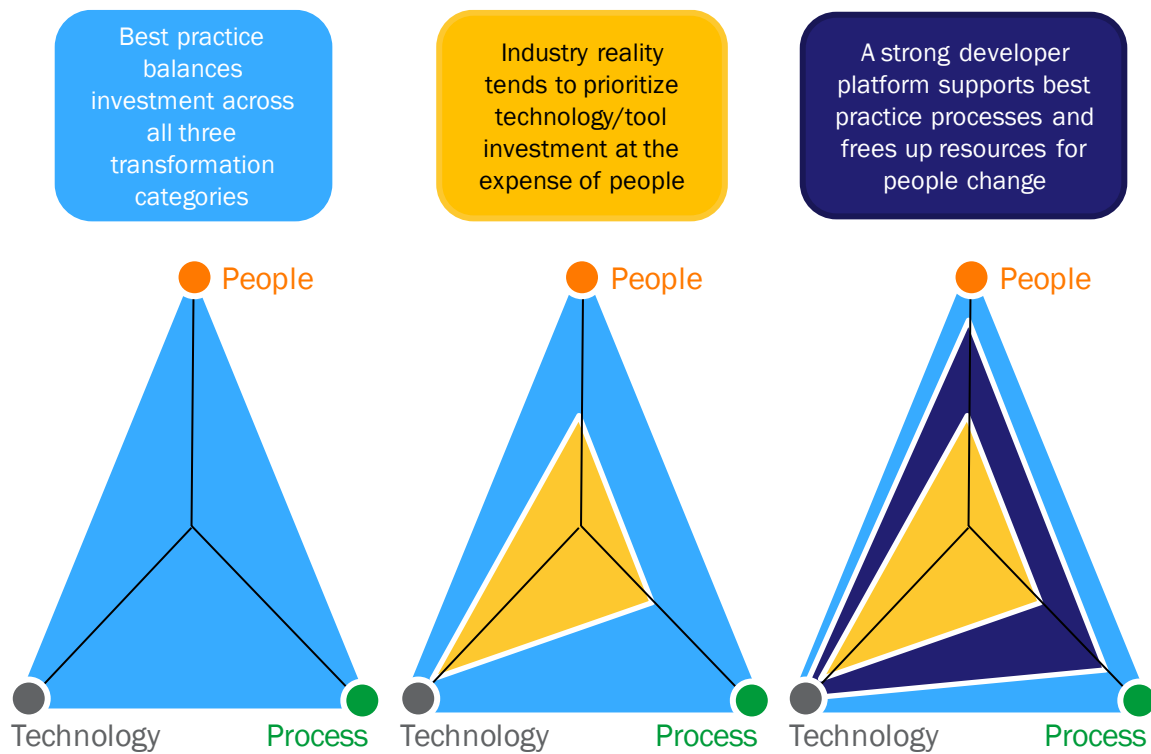 Best practice
balances
investment across
all three
transformation
categories
Industry reality
tends to prioritize
technology/tool
investment at the
expense of people
A strong developer
platform supports best
practice processes and
frees up resources for
people change
People
Technology
Process
People
Technology
Process
People
Technology
Process